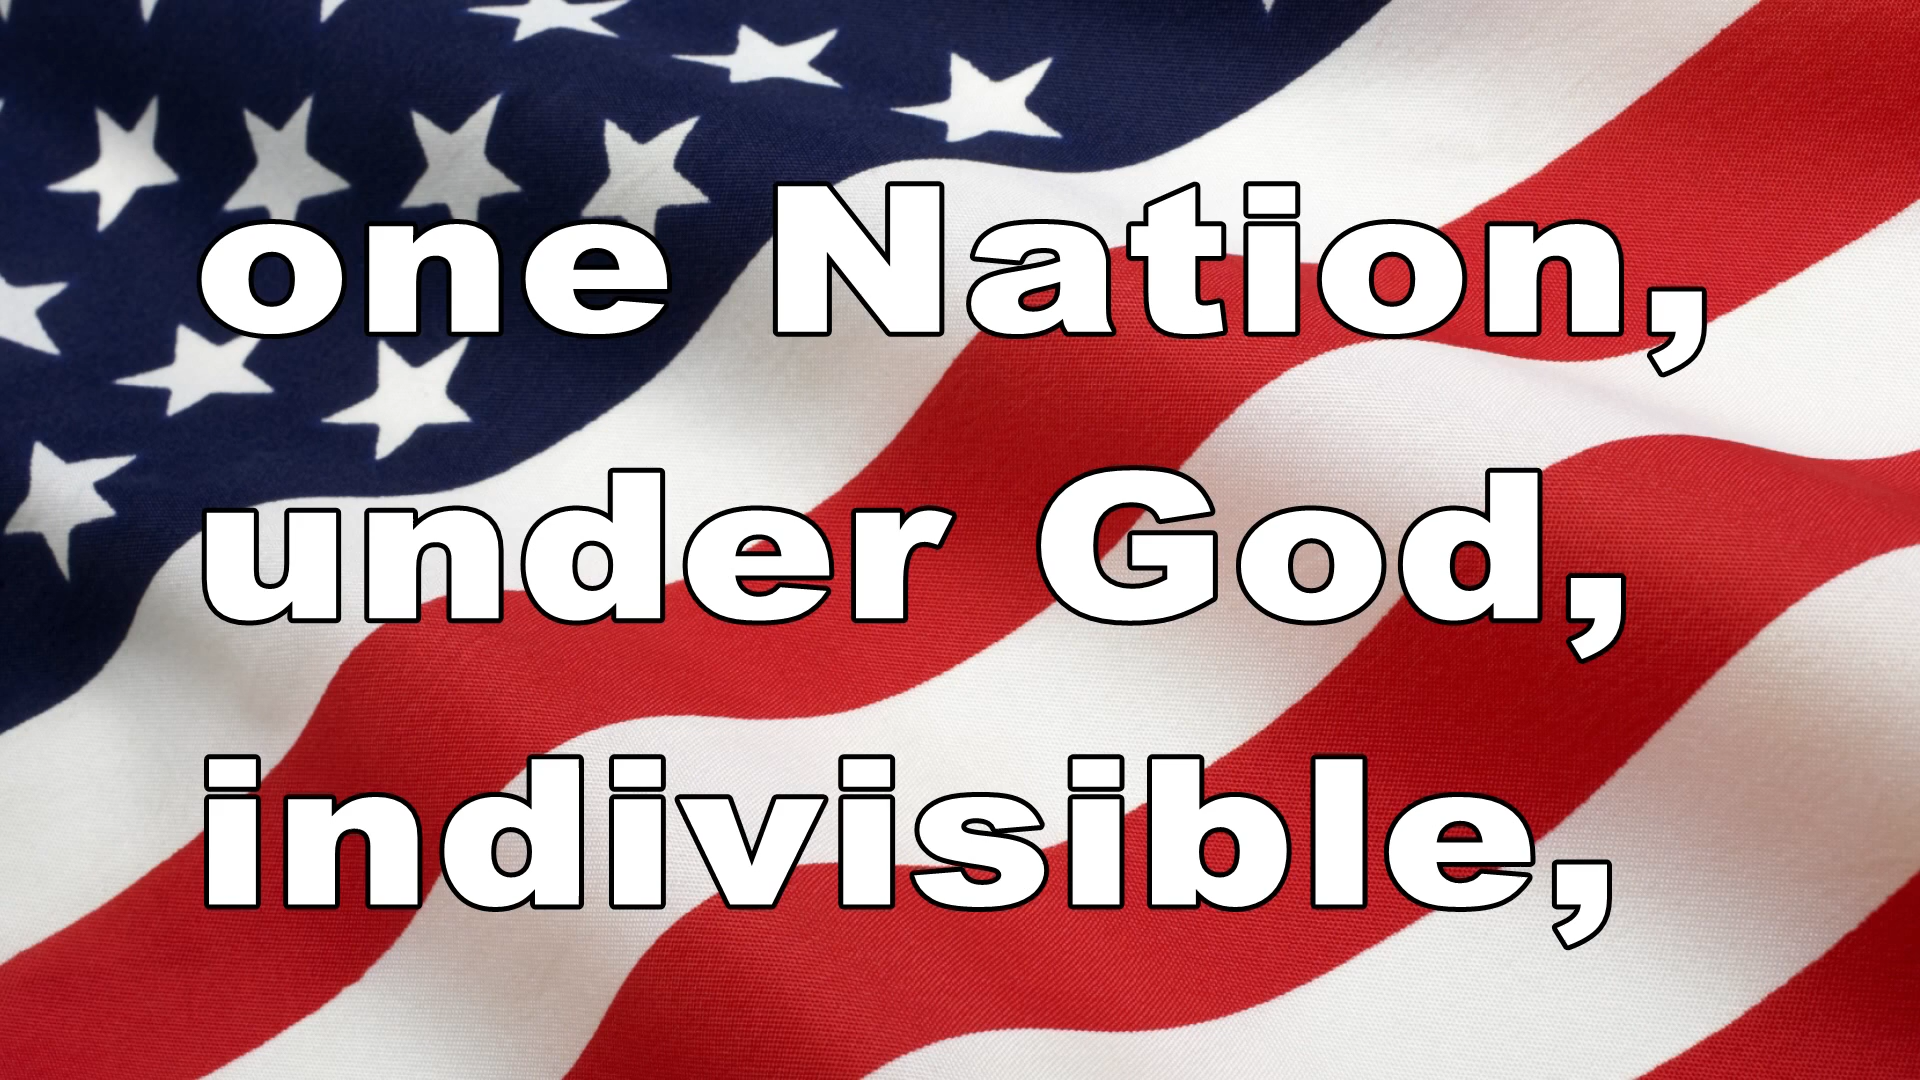 one Nation,
under God,
indivisible,